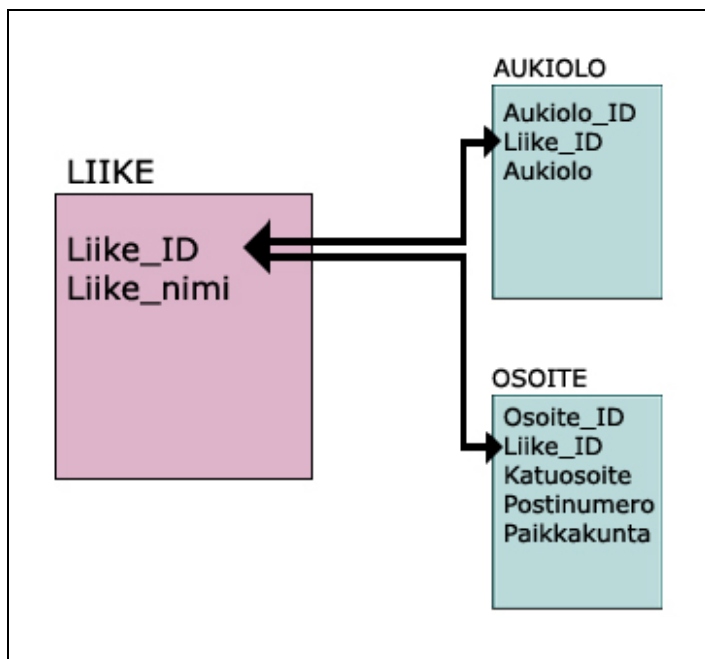 LIIKE
Liike_ID
Liike_nimi
AUKIOLO
Aukiolo_ID
Liike_ID
Aukiolo
OSOITE
Osoite_ID
Liike_ID
Katuosoite
Postinumero
Paikkakunta